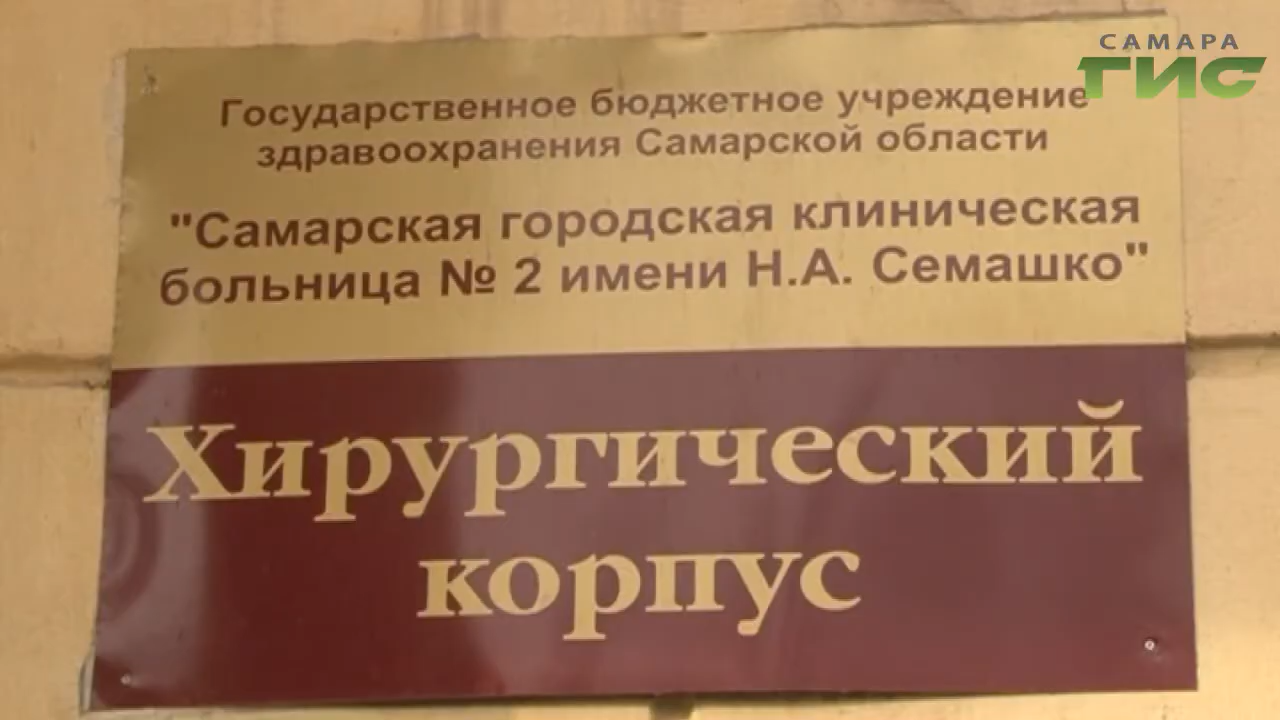 САМАРА
ГИС
Государственное бюджетное учреждение
здравоохранения Самарской области
"Самарская городская клиническая
больница № 2 имени Н.А. Семашко"
Хирургический
корпус